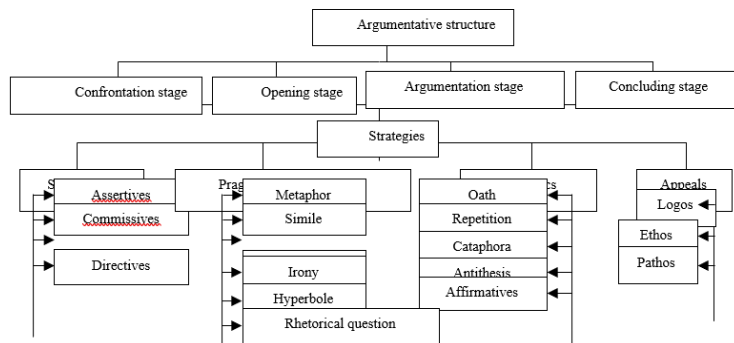 Argumentative structure
Confrontation stage
Opening stage
Argumentation stage
Concluding stage
Strategies
Appeals
Assertives
Commissives
Directives
Metaphor
Simile
Irony
Hyperbole
Rhetorical question
Oath
Repetition
Cataphora
Antithesis
Affirmatives
Logos
Ethos
Pathos